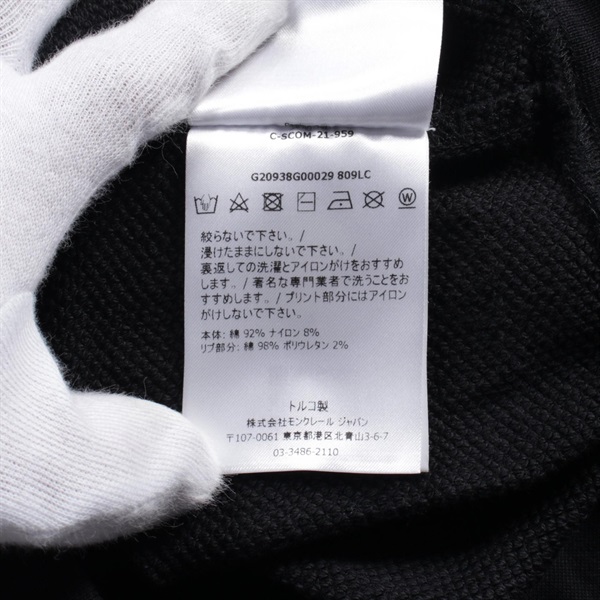 C-SCOM-21-959
G20938G00029 809LC
W
絞らないで下さい。/
浸けたままにしないで下さい。/
裏返しての洗濯とアイロンがけをおすすめ
します。/ 著名な専門業者で洗うことをお
すすめします。/ プリント部分にはアイロン
がけしないで下さい。
本体: 綿 92% ナイロン 8%
リブ部分: 綿 98% ポリウレタン 2%
トルコ製
株式会社モンクレール ジャパン
〒107-0061 東京都港区北青山3-6-7
03-3486-2110